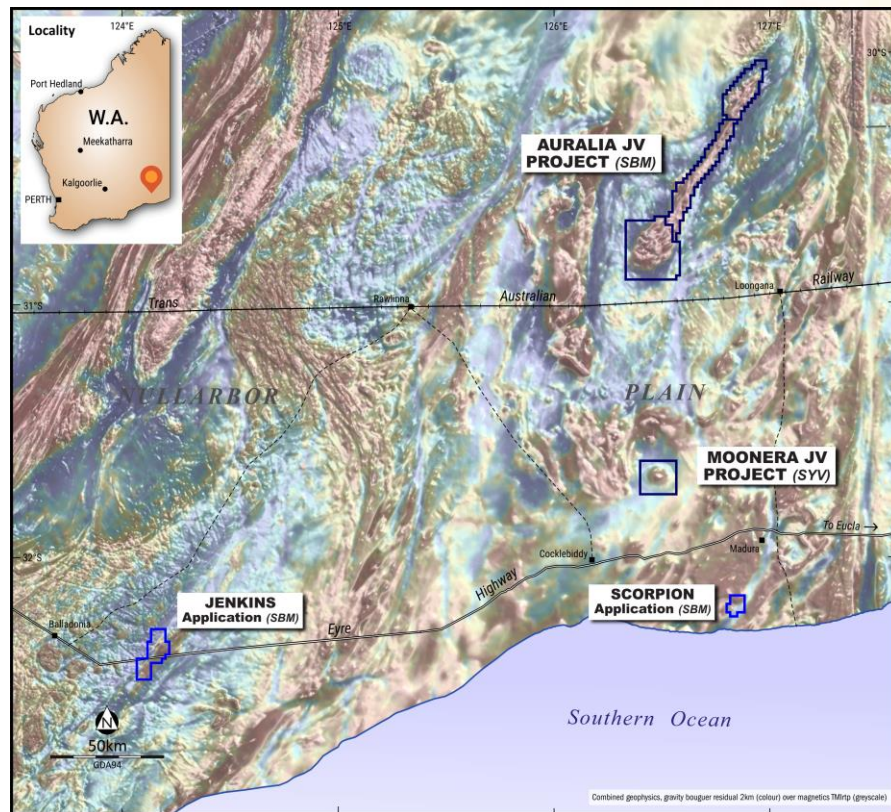 Locality
Port Hedland
W.A.
Meekatharra
Kalgoorlie
PERTH
124°E
125°E
126°E
127°E
30°S
AURALIA JV
PROJECT (SBM)
31°S
Trans
Rawlinna
Australian
Loongana
Railway
NULLARBOR
PLAIN
MOONERA JV
PROJECT (SYV)
To Eucla
32°S
Cocklebiddy
Madura
Highway
JENKINS
Application (SBM)
SCORPION
Application (SBM)
Balladonia
Eyre
N
50km
GDA94
Southern Ocean
Combined geophysics, gravity bouguer residual 2km (colour) over magnetics TMIrtp (greyscale)